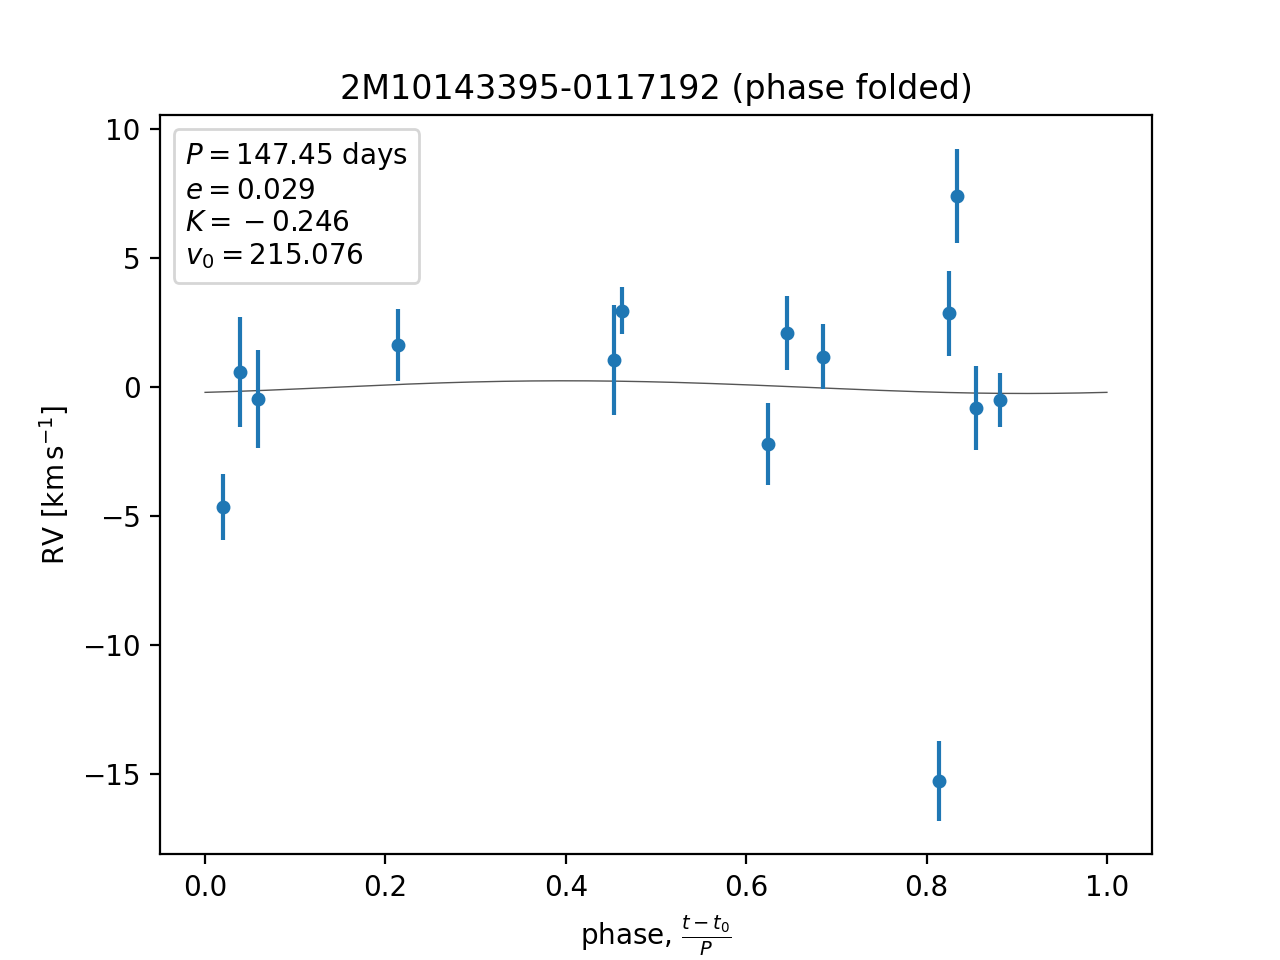 2M10143395-0117192 (phase folded)
P = 147.45 days
e = 0.029
K = −0.246
v₀ = 215.076
10
5
0
−5
−10
−15
RV [km s⁻¹]
0.0 0.2 0.4 0.6 0.8 1.0
phase, (t − t₀)/P